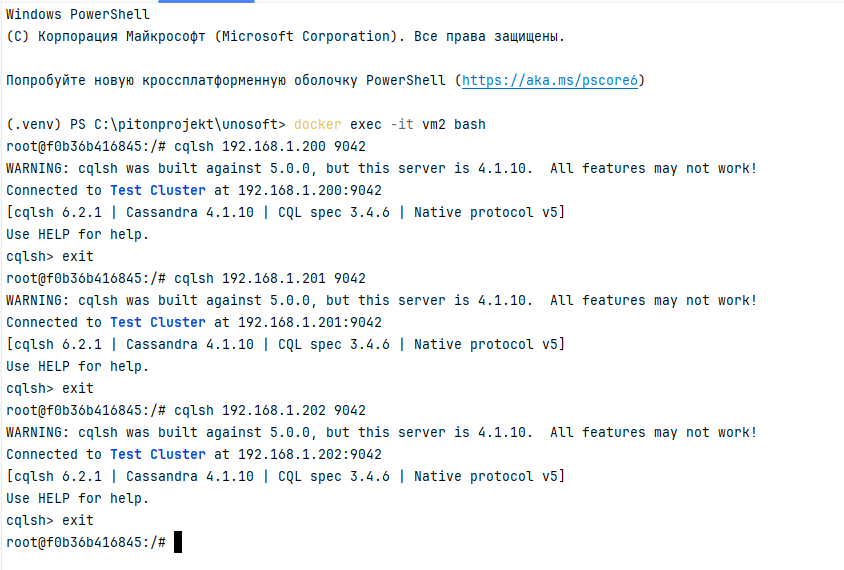 Windows PowerShell
(C) Корпорация Майкрософт (Microsoft Corporation). Все права защищены.
Попробуйте новую кроссплатформенную оболочку PowerShell (https://aka.ms/pscore6)
(.venv) PS C:\pitonprojekt\unosoft> docker exec -it vm2 bash
root@f0b36b416845:/# cqlsh 192.168.1.200 9042
WARNING: cqlsh was built against 5.0.0, but this server is 4.1.10.  All features may not work!
Connected to Test Cluster at 192.168.1.200:9042
[cqlsh 6.2.1 | Cassandra 4.1.10 | CQL spec 3.4.6 | Native protocol v5]
Use HELP for help.
cqlsh> exit
root@f0b36b416845:/# cqlsh 192.168.1.201 9042
WARNING: cqlsh was built against 5.0.0, but this server is 4.1.10.  All features may not work!
Connected to Test Cluster at 192.168.1.201:9042
[cqlsh 6.2.1 | Cassandra 4.1.10 | CQL spec 3.4.6 | Native protocol v5]
Use HELP for help.
cqlsh> exit
root@f0b36b416845:/# cqlsh 192.168.1.202 9042
WARNING: cqlsh was built against 5.0.0, but this server is 4.1.10.  All features may not work!
Connected to Test Cluster at 192.168.1.202:9042
[cqlsh 6.2.1 | Cassandra 4.1.10 | CQL spec 3.4.6 | Native protocol v5]
Use HELP for help.
cqlsh> exit
root@f0b36b416845:/#